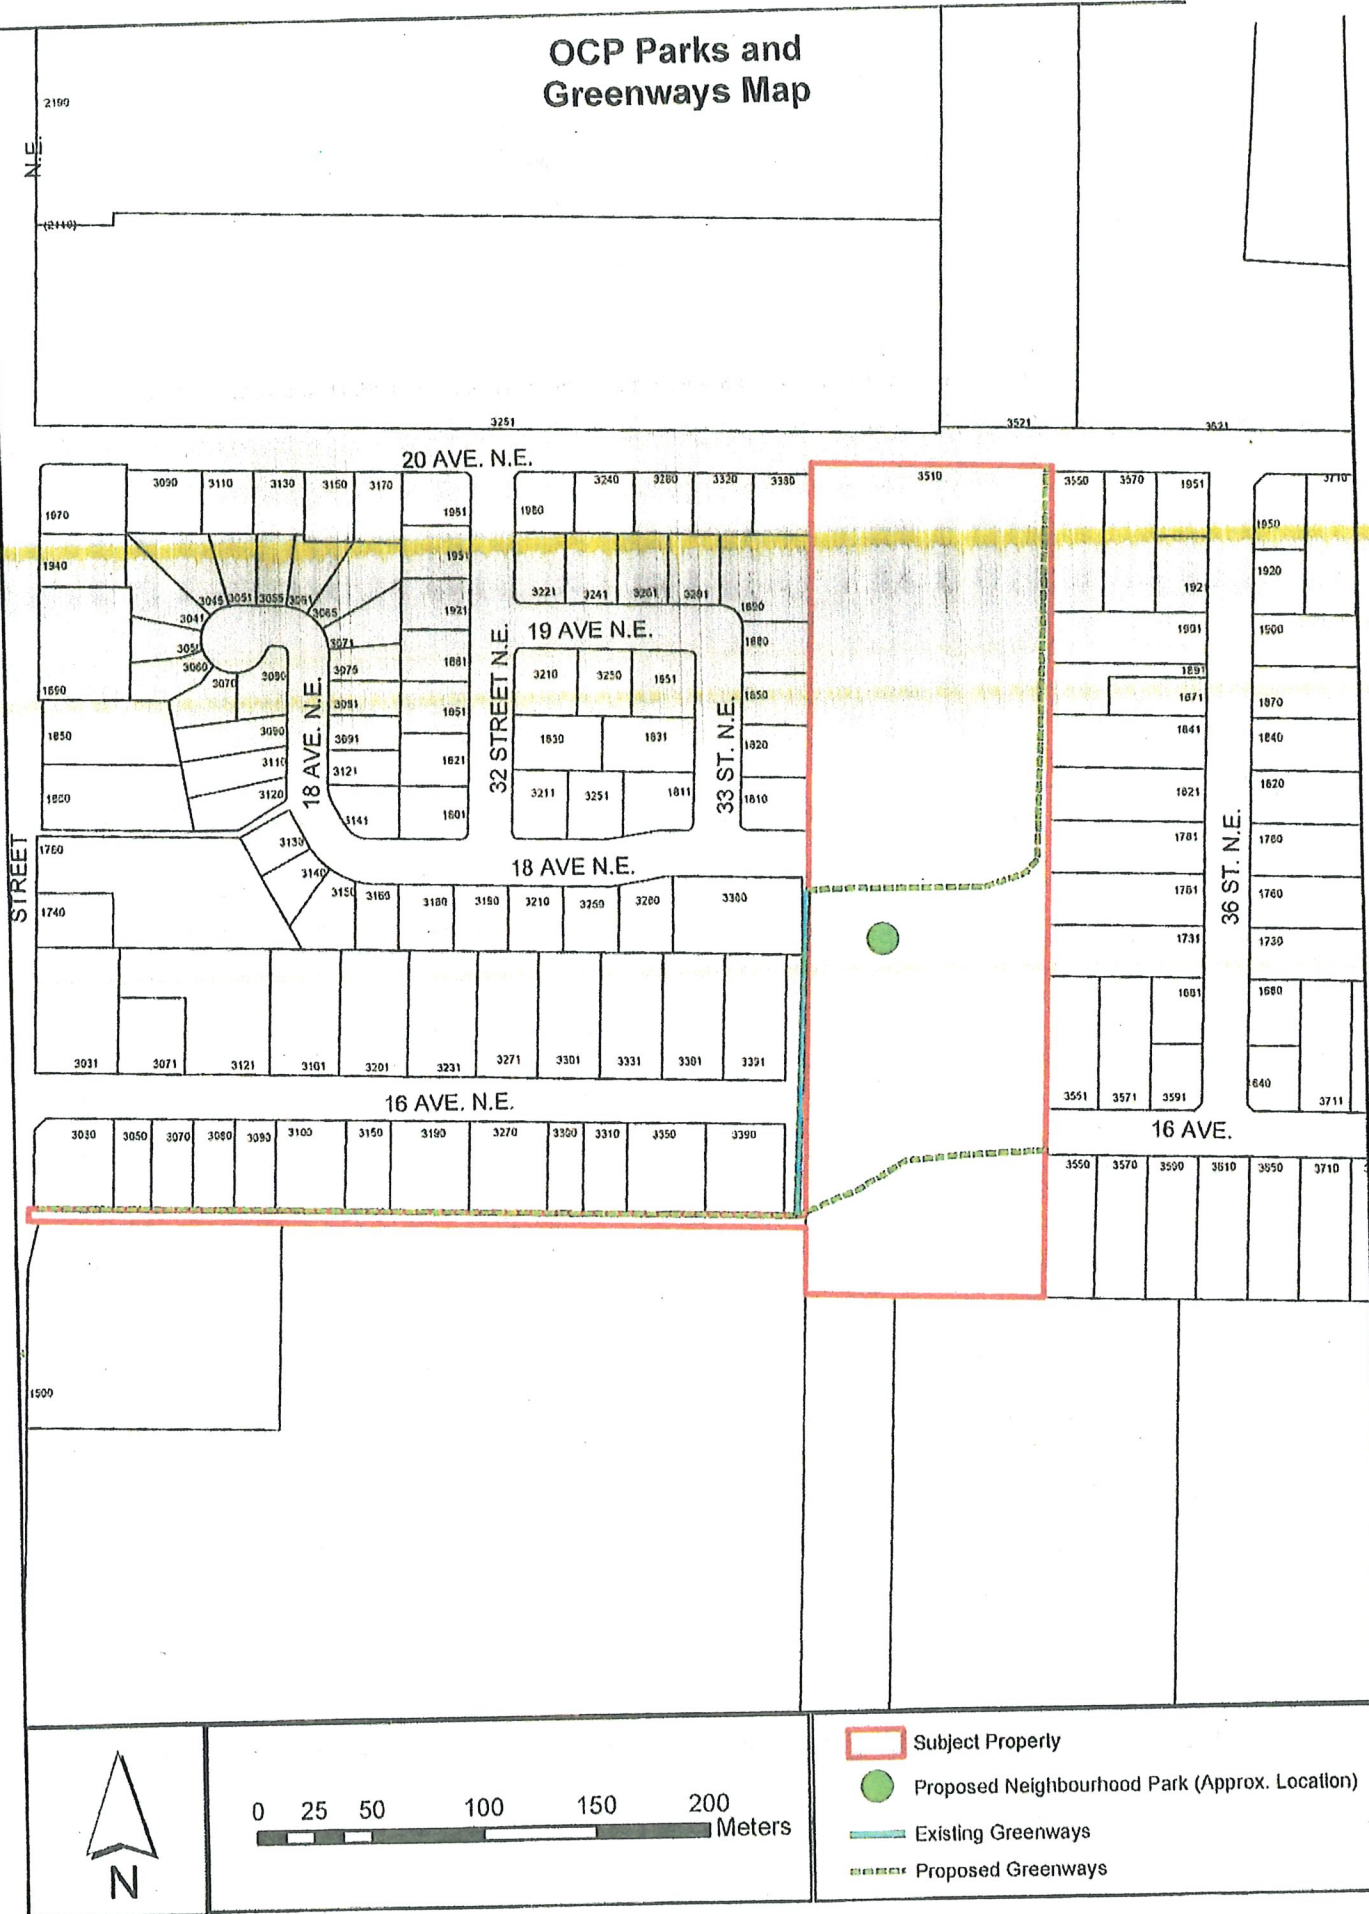 OCP Parks and
Greenways Map
2190
N.E.
(2110)
3251
3521
3621
20 AVE. N.E.
3090 3110 3130 3150 3170
3240 3280 3320 3380
3510
3550 3570 1951
3710
1970
1951
1980
1950
1940
1920
3045 3051 3055 3061
3065
3041
1921
3221 3241 3261 3291
1890
1921
19 AVE N.E.
32 STREET N.E.
3071
3060
3070
3080
3075
1881
3210 3250 1851
1880
1901
1900
1890
3081
1851
1850
1891
1871
1870
18 AVE. N.E.
33 ST. N.E.
1850
3090
3091
1830 1831
1820
1841
1840
3110
3121
1821
1800
3120
3141
1801
3211 3251 1811
1810
1821
1820
STREET
1760
3130
3140
18 AVE N.E.
1781
1780
36 ST. N.E.
1740
3150 3160 3180 3190 3210 3250 3280 3300
1761
1760
1731
1730
1681
1680
3031 3071 3121 3161 3201 3231 3271 3301 3331 3361 3391
3551 3571 3591
1640
3711
16 AVE. N.E.
16 AVE.
3030 3050 3070 3080 3090 3100 3150 3190 3270 3300 3310 3350 3390
3550 3570 3590 3610 3650 3710
1500
N
0 25 50 100 150 200
Meters
Subject Property
Proposed Neighbourhood Park (Approx. Location)
Existing Greenways
Proposed Greenways